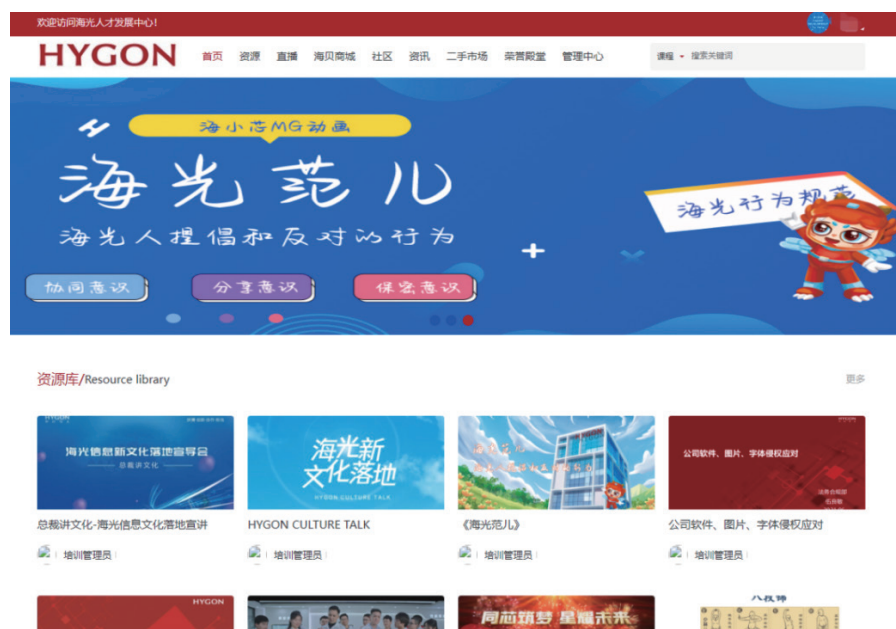 欢迎访问海光人才发展中心！
HYGON 首页 资源 直播 海贝商城 社区 资讯 二手市场 荣誉殿堂 管理中心 课程 搜索关键词
海小芯MG动画
海光范儿
海光行为规范
海光人提倡和反对的行为
协同意识 分享意识 保密意识
资源库/Resource library 更多
海光信息新文化落地宣导会
总裁讲文化
海光新
文化落地
HYGON CULTURE TALK
海光范儿
公司软件、图片、字体侵权应对
总裁讲文化-海光信息文化落地宣讲 HYGON CULTURE TALK 《海光范儿》 公司软件、图片、字体侵权应对
培训管理员 培训管理员 培训管理员 培训管理员
HYGON
同芯筑梦 星耀未来
八段锦